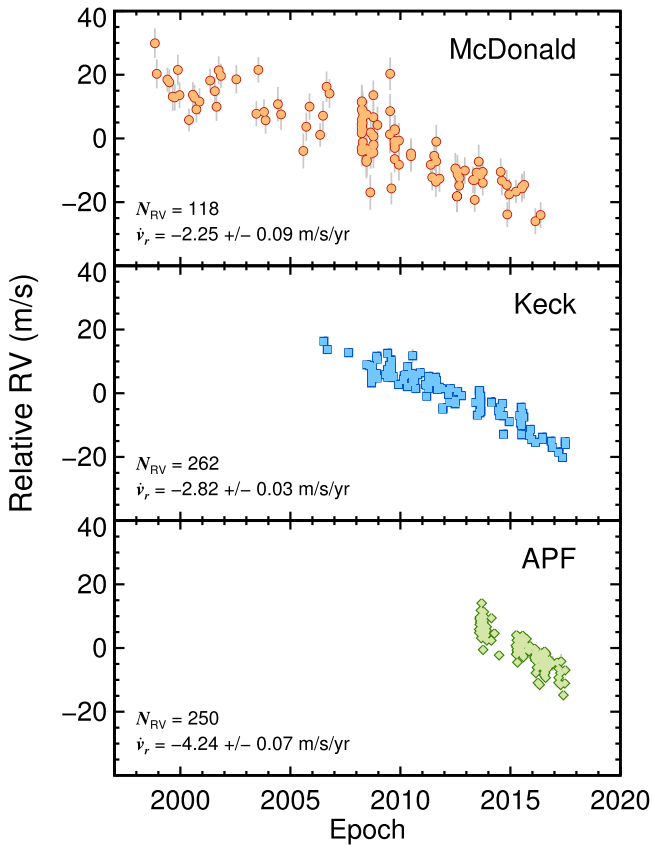 McDonald
40
20
0
−20
N_RV = 118
v̇_r = −2.25 +/− 0.09 m/s/yr
Relative RV (m/s)
Keck
40
20
0
−20
N_RV = 262
v̇_r = −2.82 +/− 0.03 m/s/yr
APF
40
20
0
−20
N_RV = 250
v̇_r = −4.24 +/− 0.07 m/s/yr
2000 2005 2010 2015 2020
Epoch